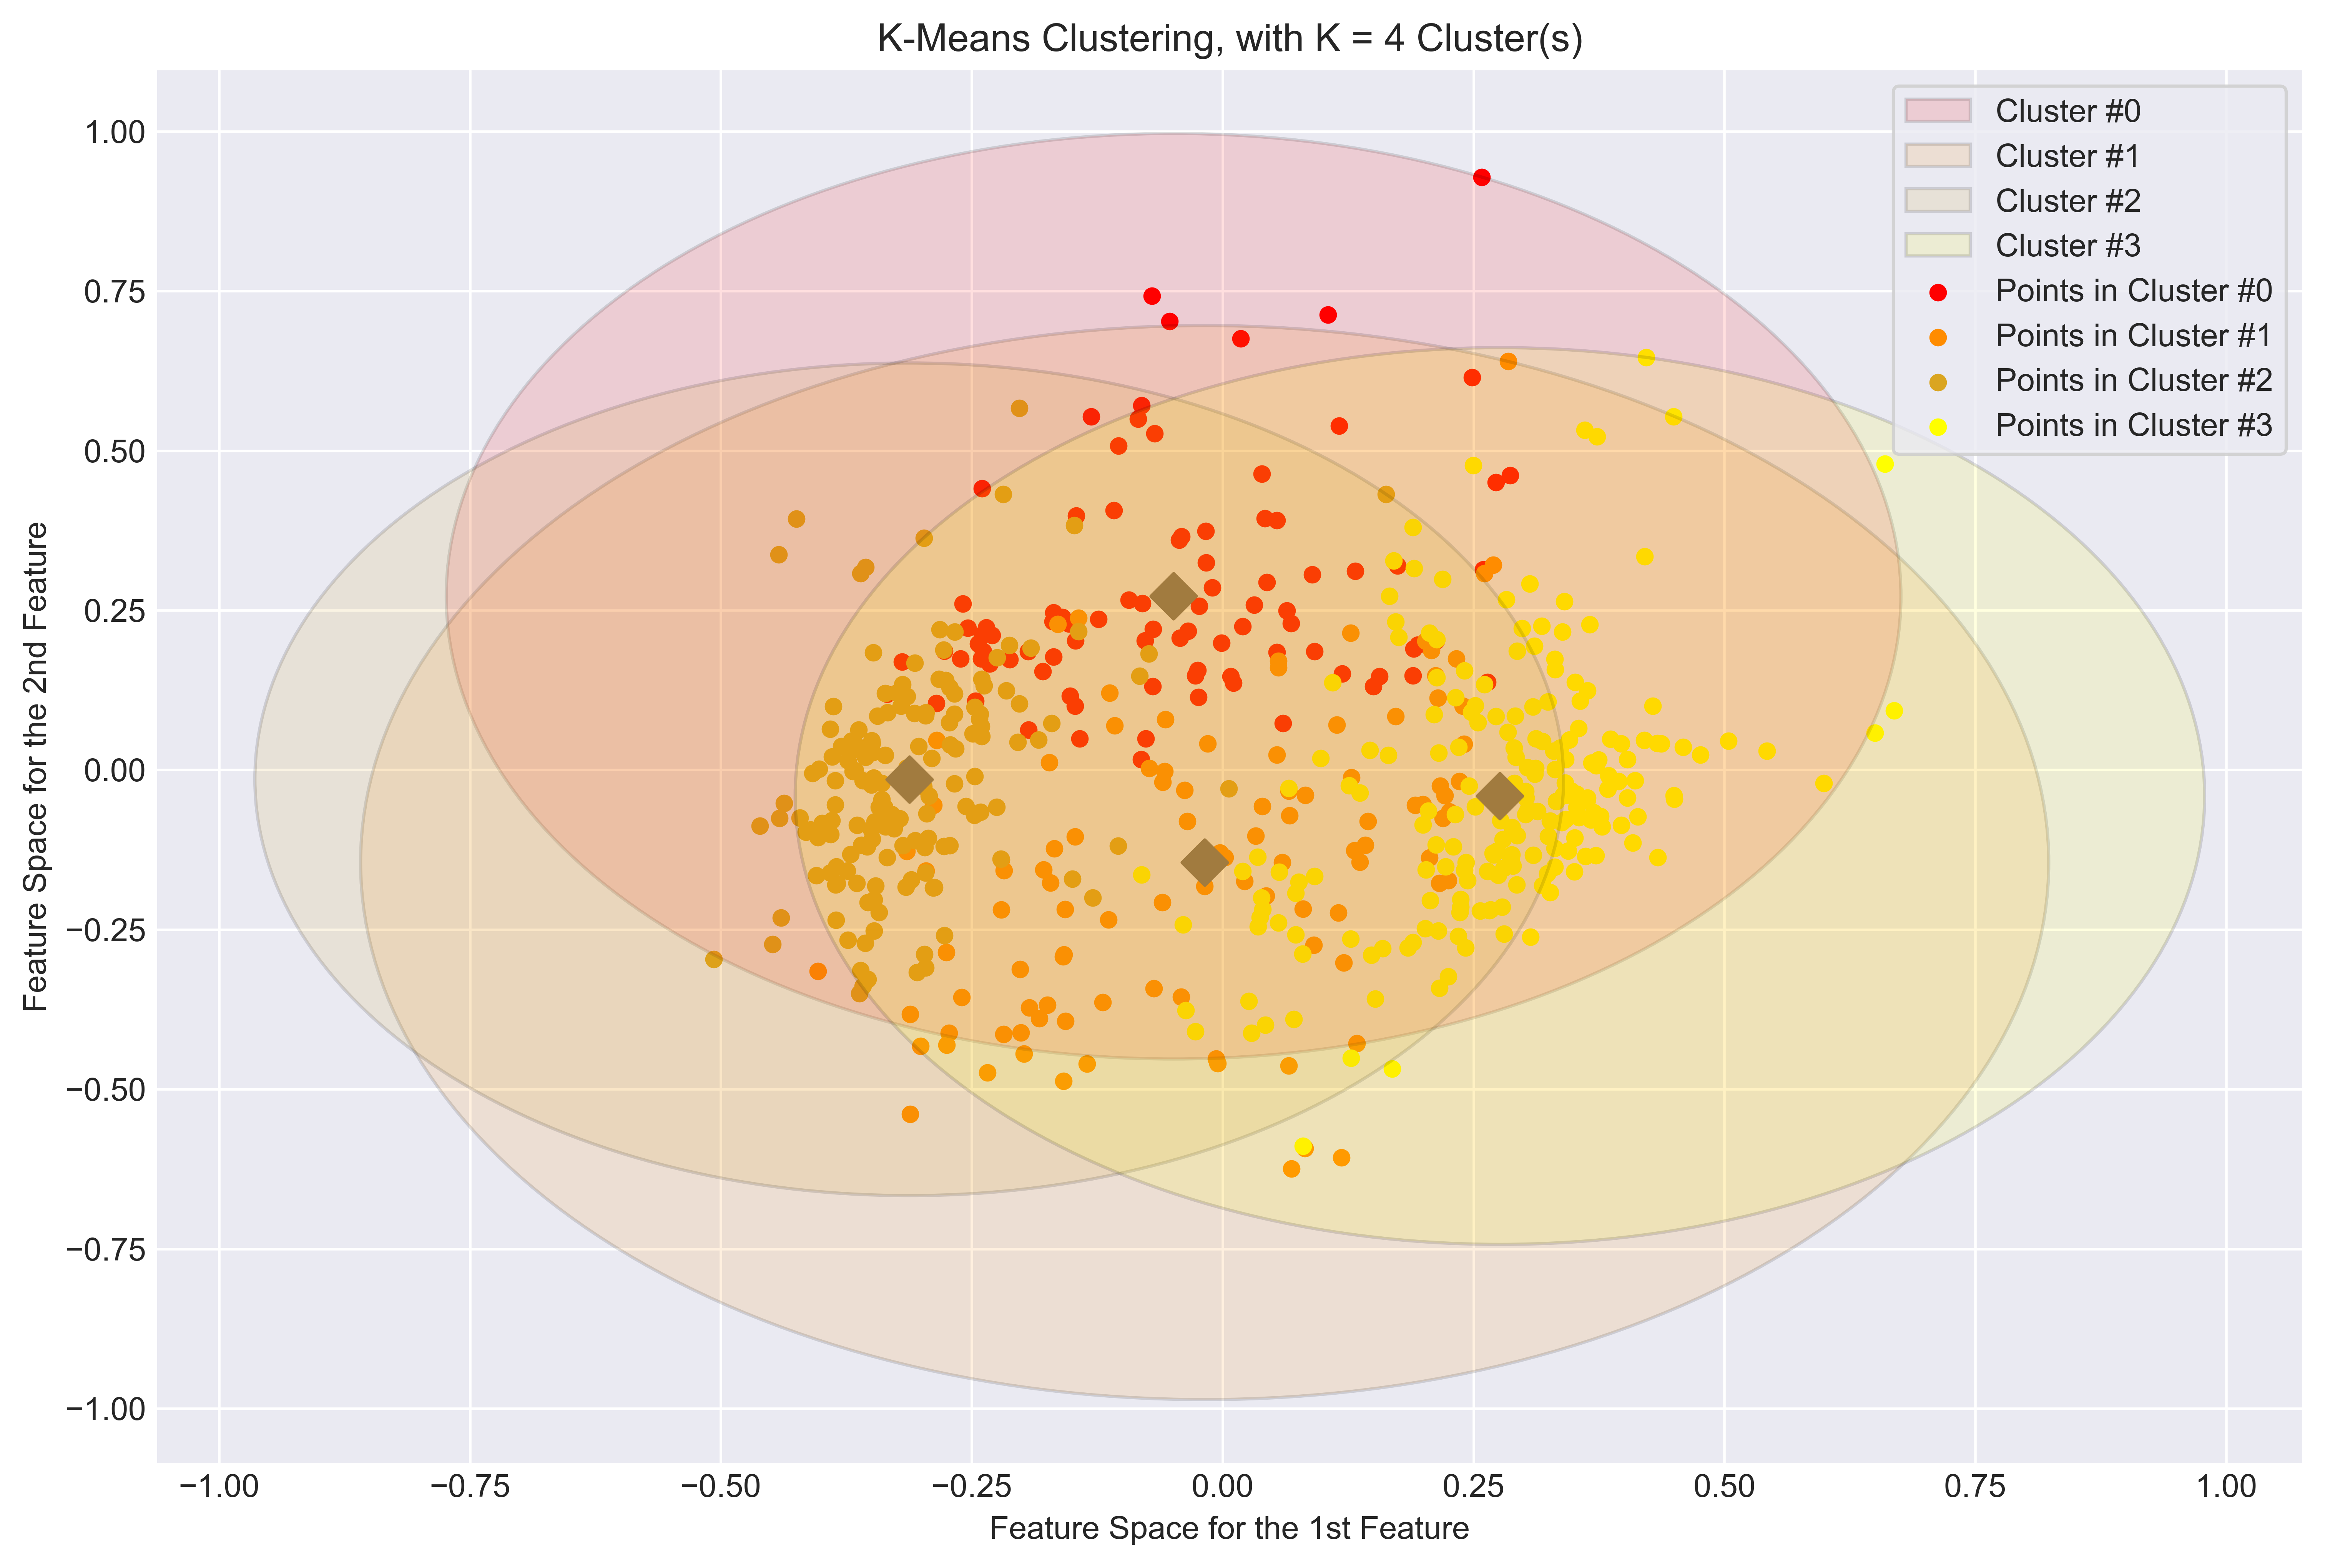 K-Means Clustering, with K = 4 Cluster(s)
Cluster #0
Cluster #1
Cluster #2
Cluster #3
Points in Cluster #0
Points in Cluster #1
Points in Cluster #2
Points in Cluster #3
Feature Space for the 2nd Feature
1.00
0.75
0.50
0.25
0.00
−0.25
−0.50
−0.75
−1.00
−1.00 −0.75 −0.50 −0.25 0.00 0.25 0.50 0.75 1.00
Feature Space for the 1st Feature